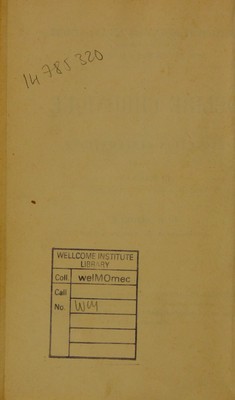 14785320
WELLCOME INSTITUTE
LIBRARY
Coll. welMOmec
Call
No. WM